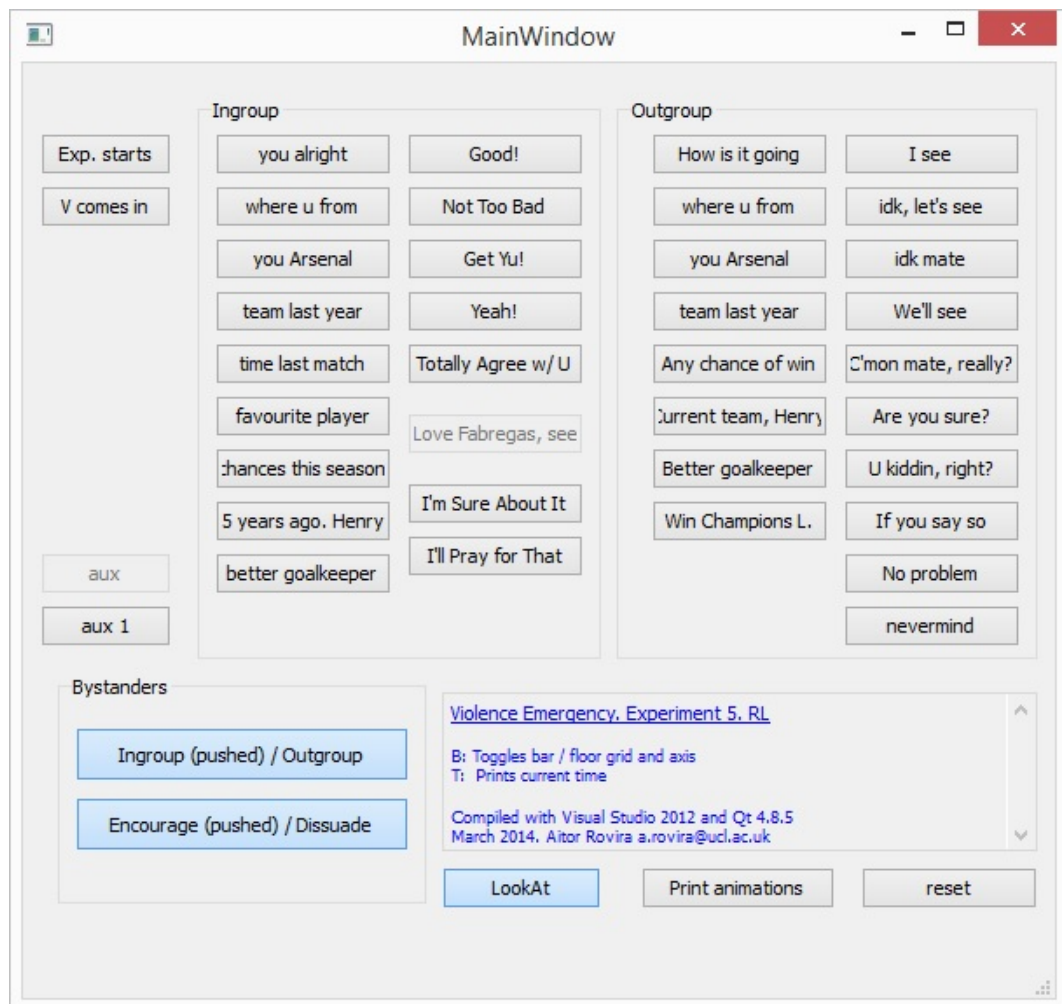 MainWindow
Exp. starts
V comes in
aux
aux 1
Ingroup
you alright
where u from
you Arsenal
team last year
time last match
favourite player
chances this season
5 years ago. Henry
better goalkeeper
Good!
Not Too Bad
Get Yu!
Yeah!
Totally Agree w/ U
Love Fabregas, see
I'm Sure About It
I'll Pray for That
Outgroup
How is it going
where u from
you Arsenal
team last year
Any chance of win
Current team, Henry
Better goalkeeper
Win Champions L.
I see
idk, let's see
idk mate
We'll see
C'mon mate, really?
Are you sure?
U kiddin, right?
If you say so
No problem
nevermind
Bystanders
Ingroup (pushed) / Outgroup
Encourage (pushed) / Dissuade
Violence Emergency. Experiment 5. RL
B: Toggles bar / floor grid and axis
T: Prints current time
Compiled with Visual Studio 2012 and Qt 4.8.5
March 2014. Aitor Rovira a.rovira@ucl.ac.uk
LookAt
Print animations
reset